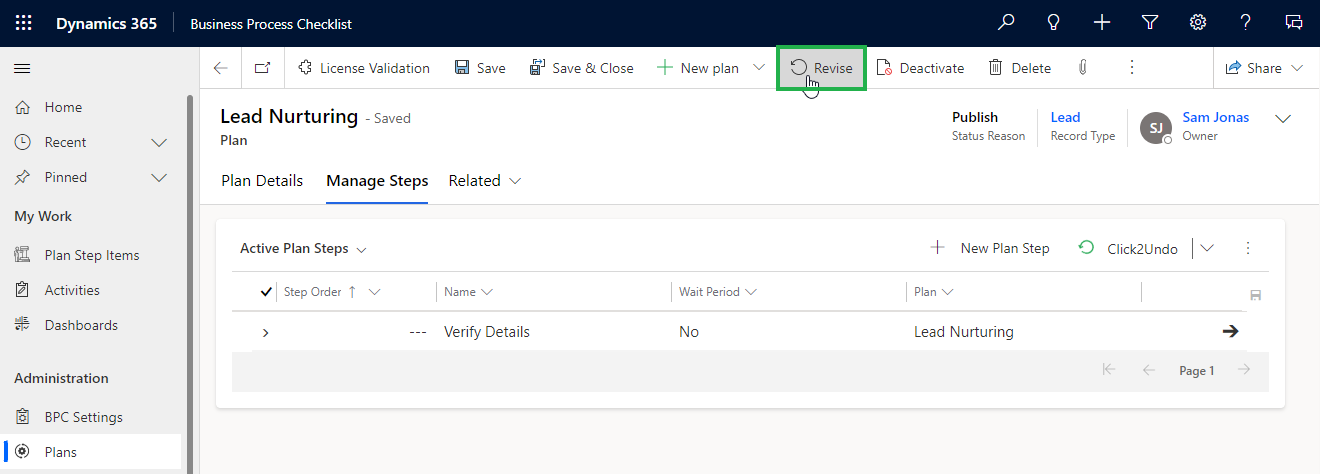 Dynamics 365 Business Process Checklist
License Validation Save Save & Close New plan Revise Deactivate Delete Share
Home
Recent
Pinned
My Work
Plan Step Items
Activities
Dashboards
Administration
BPC Settings
Plans
Lead Nurturing - Saved
Plan
Publish
Status Reason
Lead
Record Type
SJ
Sam Jonas
Owner
Plan Details Manage Steps Related
Active Plan Steps New Plan Step Click2Undo
Step Order Name Wait Period Plan
--- Verify Details No Lead Nurturing
Page 1